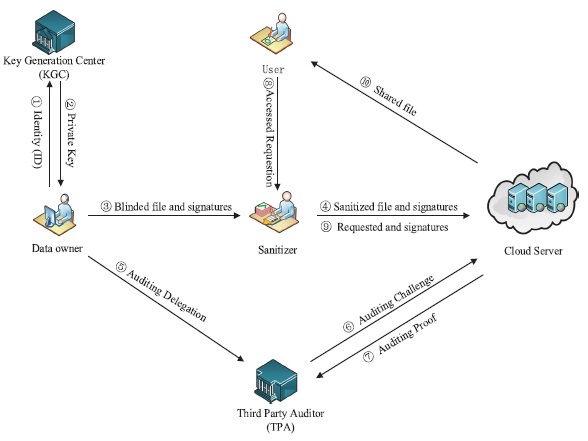 Key Generation Center
(KGC)
User
① Identity (ID)
② Private Key
⑧Accessed Requestion
⑩ Shared file
③ Blinded file and signatures
④ Sanitized file and signatures
⑨ Requested and signatures
Data owner
Sanitizer
Cloud Server
⑤ Auditing Delegation
⑥ Auditing Challenge
⑦ Auditing Proof
Third Party Auditor
(TPA)